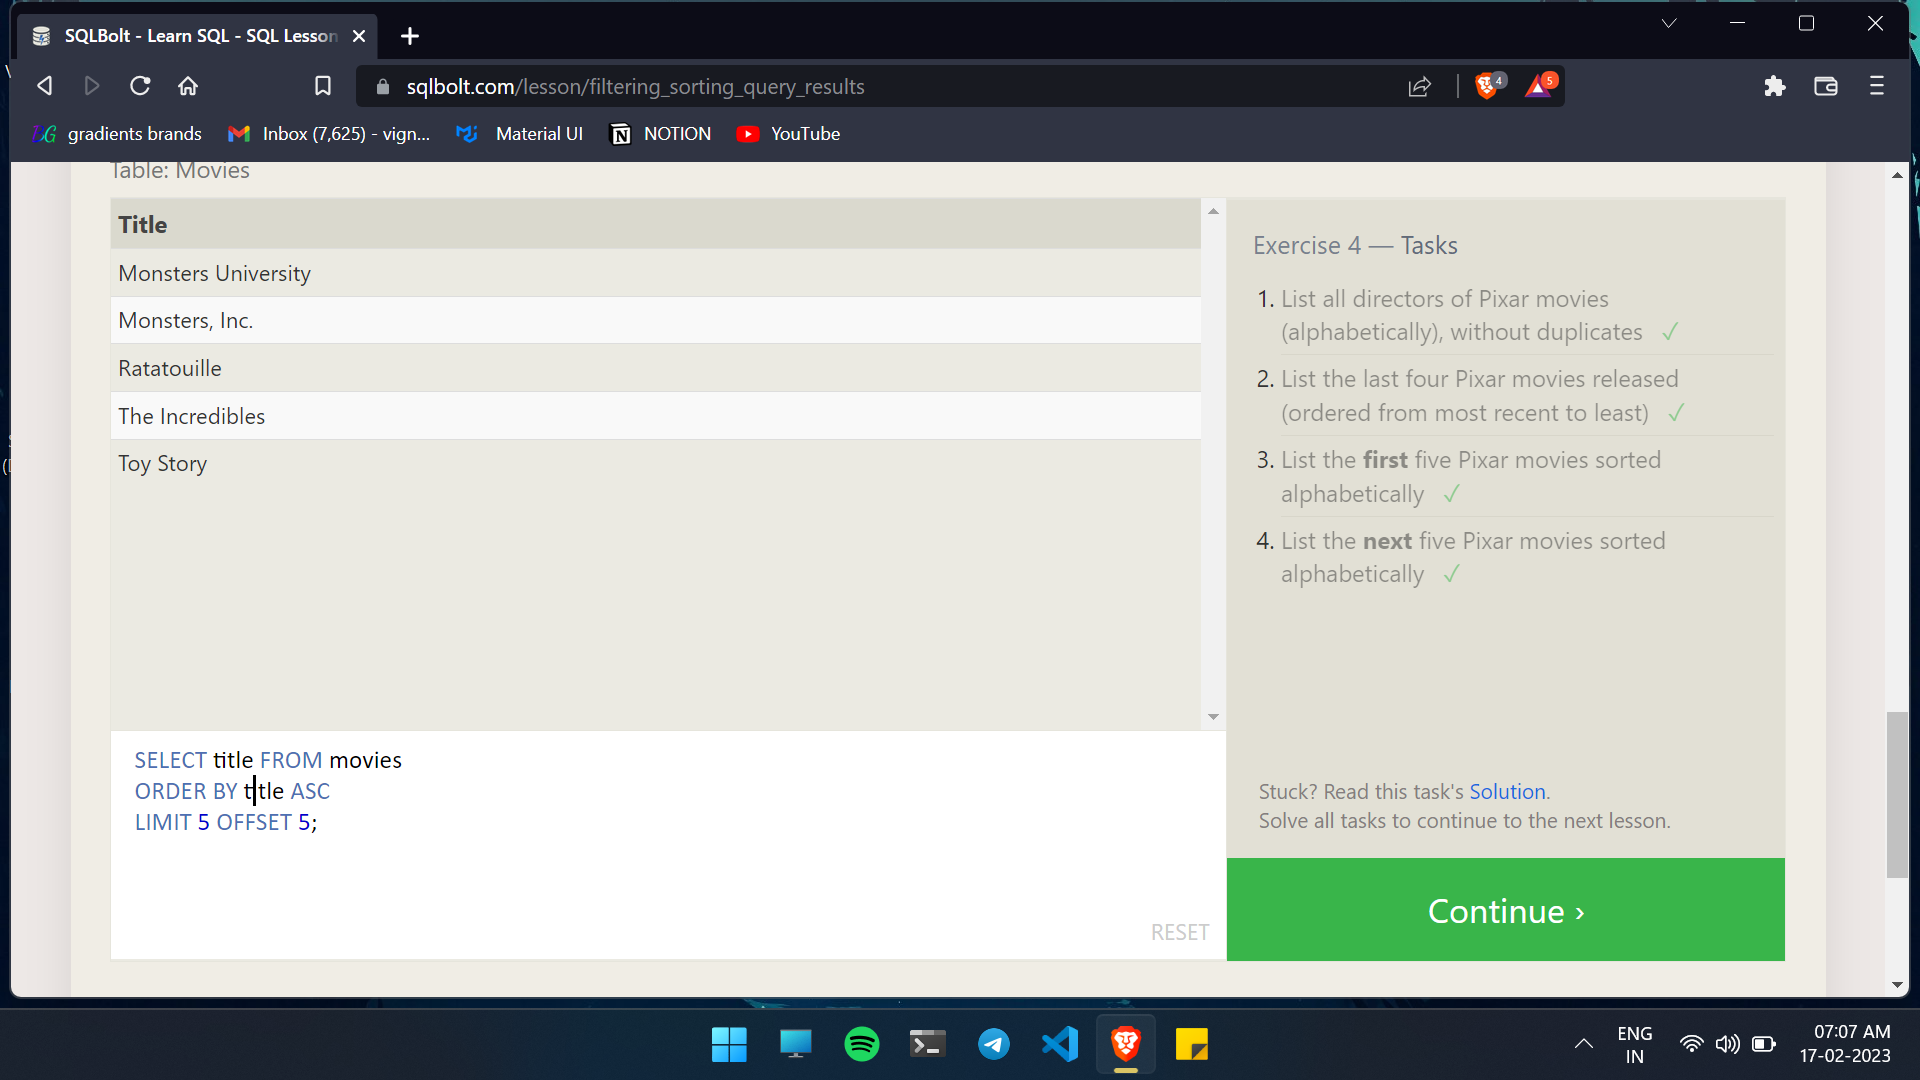 SQLBolt - Learn SQL - SQL Lesson
sqlbolt.com/lesson/filtering_sorting_query_results
4
5
gradients brands
Inbox (7,625) - vign...
Material UI
NOTION
YouTube
Table: Movies
Title
Monsters University
Monsters, Inc.
Ratatouille
The Incredibles
Toy Story
SELECT title FROM movies
ORDER BY title ASC
LIMIT 5 OFFSET 5;
RESET
Exercise 4 — Tasks
1. List all directors of Pixar movies
(alphabetically), without duplicates ✓
2. List the last four Pixar movies released
(ordered from most recent to least) ✓
3. List the first five Pixar movies sorted
alphabetically ✓
4. List the next five Pixar movies sorted
alphabetically ✓
Stuck? Read this task's Solution.
Solve all tasks to continue to the next lesson.
Continue ›
ENG
IN
07:07 AM
17-02-2023